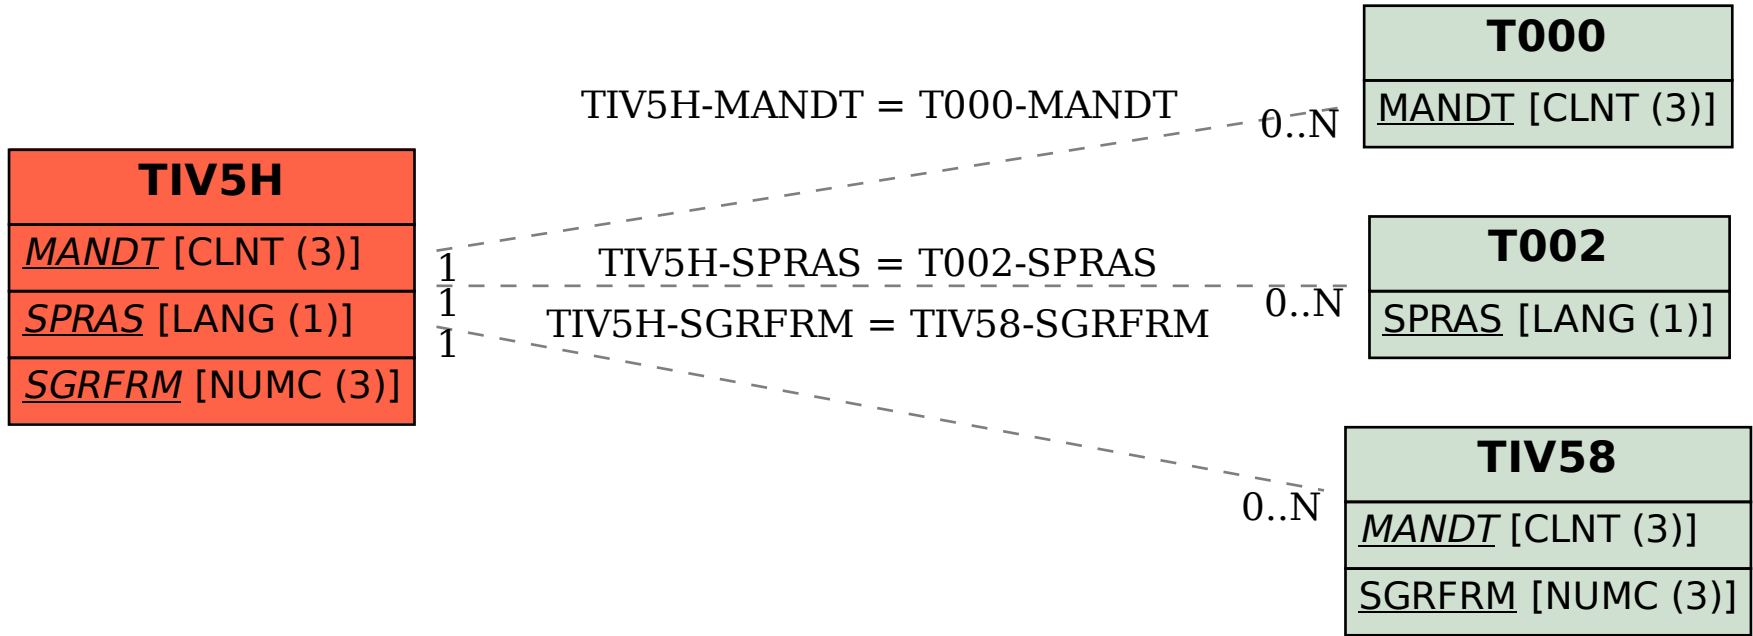 TIV5H
MANDT [CLNT (3)]
SPRAS [LANG (1)]
SGRFRM [NUMC (3)]
TIV5H-MANDT = T000-MANDT
1
0..N
TIV5H-SPRAS = T002-SPRAS
1
0..N
TIV5H-SGRFRM = TIV58-SGRFRM
1
0..N
T000
MANDT [CLNT (3)]
T002
SPRAS [LANG (1)]
TIV58
MANDT [CLNT (3)]
SGRFRM [NUMC (3)]